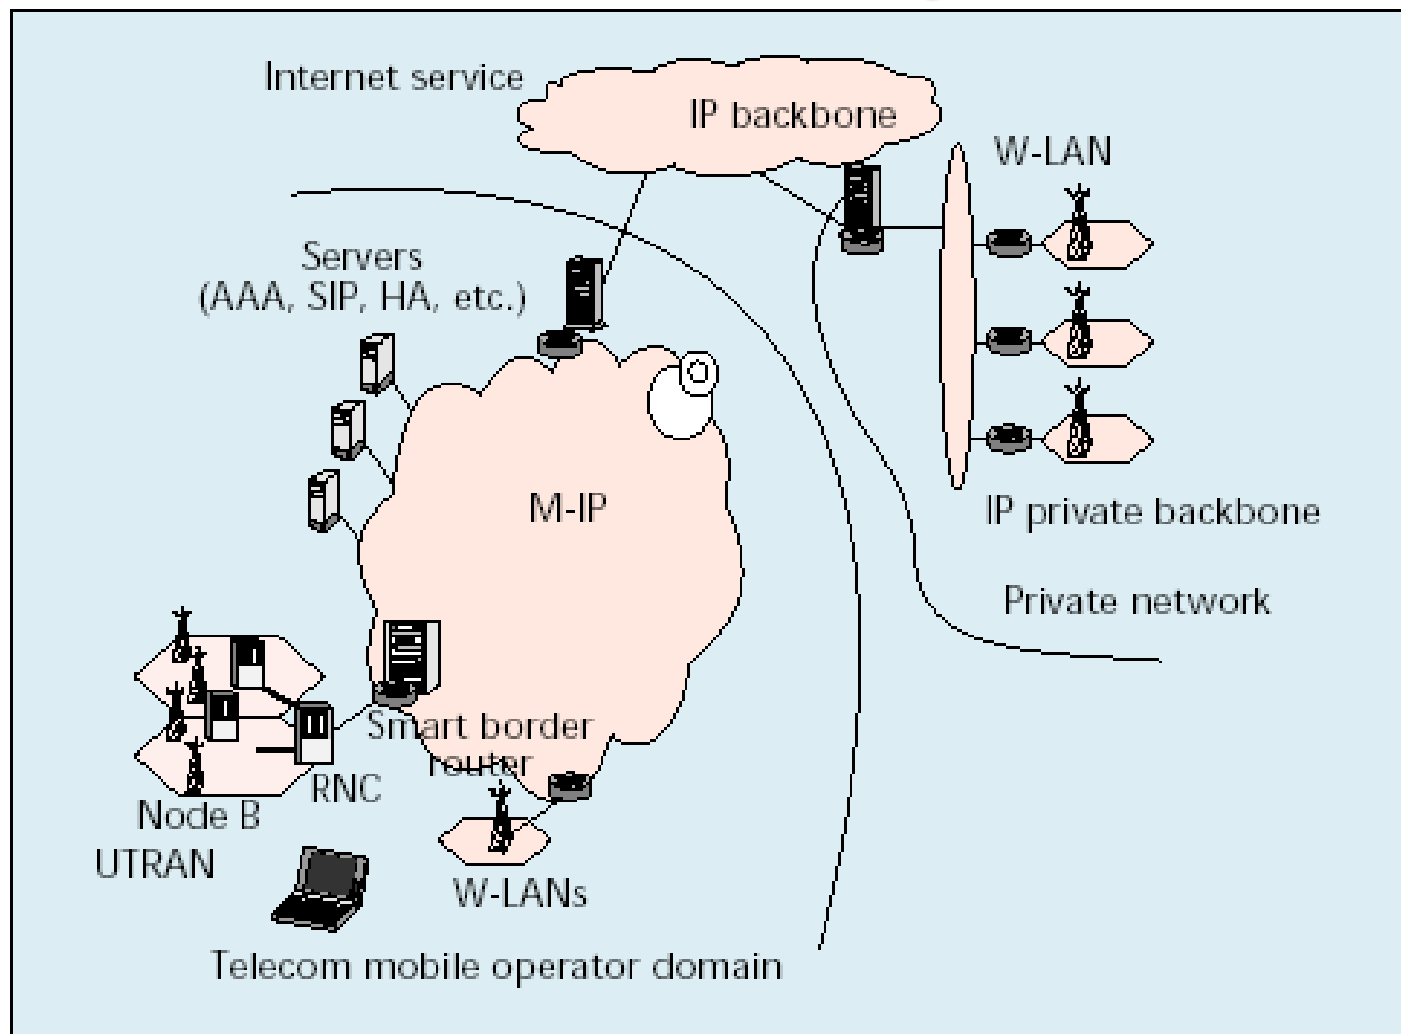 Internet service
IP backbone
W-LAN
Servers
(AAA, SIP, HA, etc.)
M-IP
IP private backbone
Private network
Smart border
router
RNC
Node B
UTRAN
W-LANs
Telecom mobile operator domain